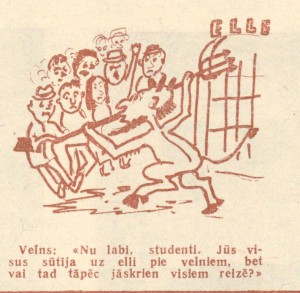 ELLE
Velns: «Nu labi, studenti. Jūs vi-
sus sūtīja uz elli pie velniem, bet
vai tad tāpēc jāskrien visiem reizē?»